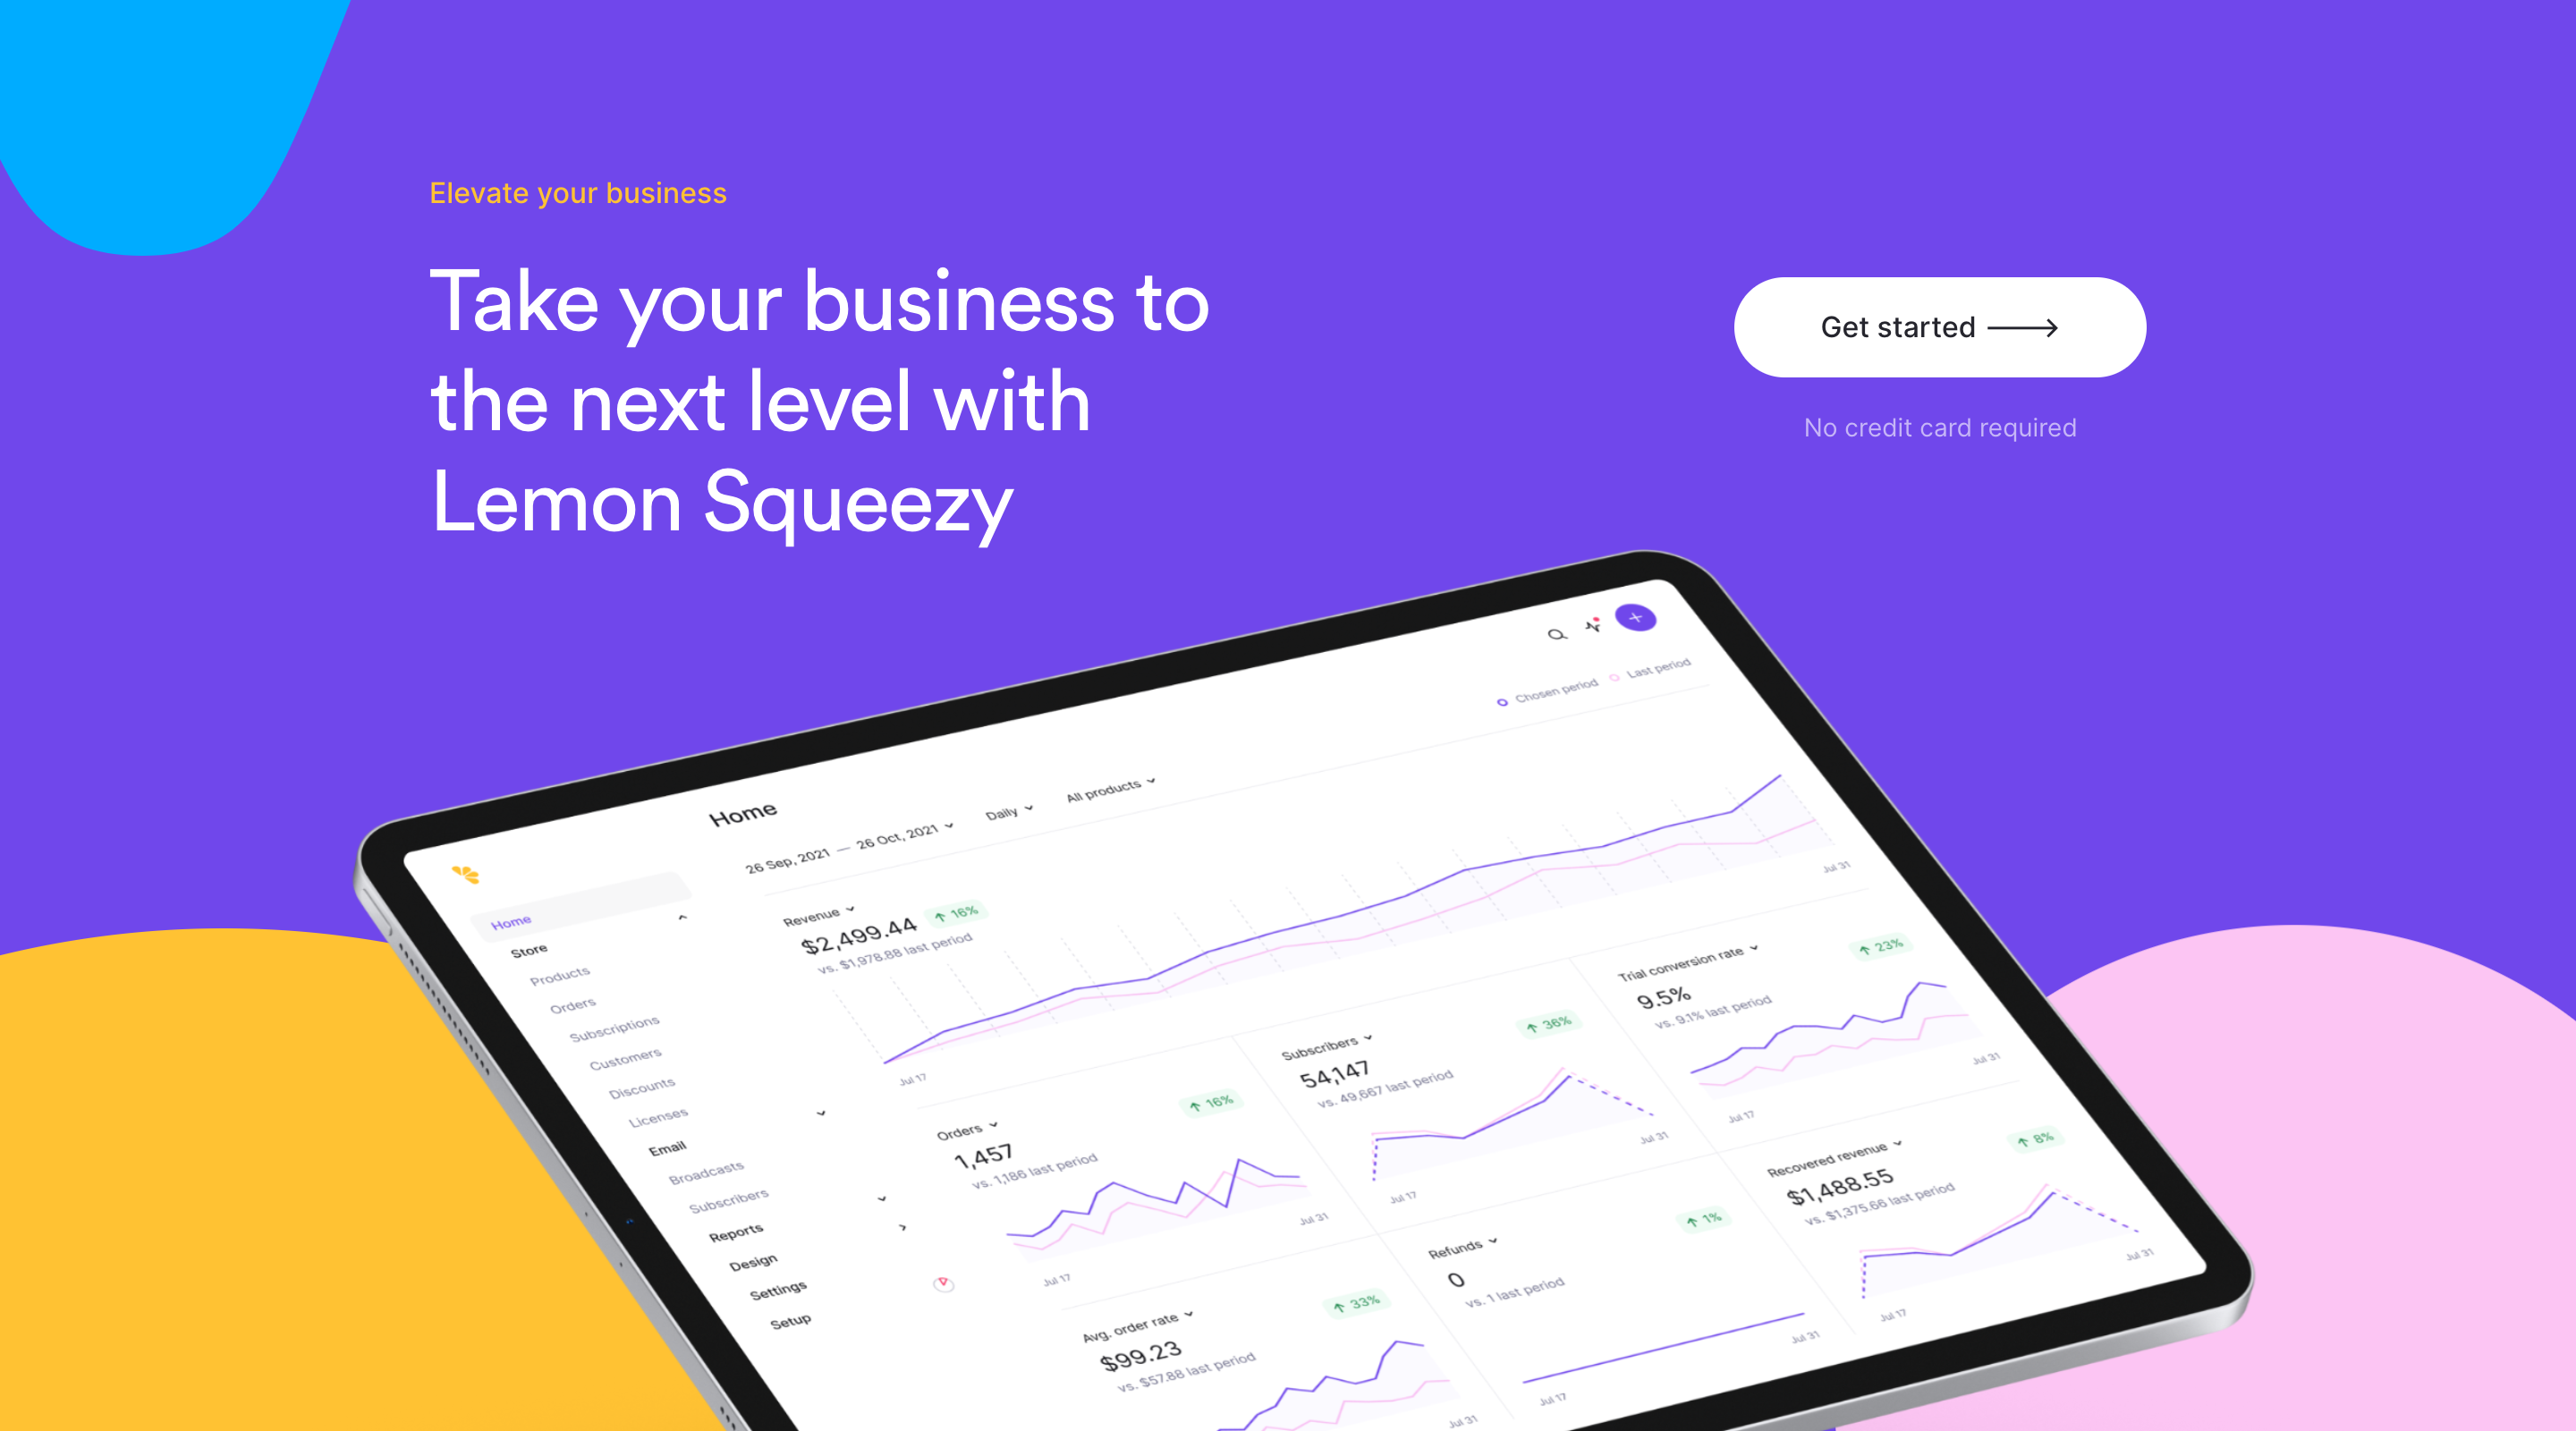 Elevate your business
Take your business to
the next level with
Lemon Squeezy
Get started
No credit card required
Home
26 Sep, 2021 — 26 Oct, 2021
Daily
All products
Chosen period
Last period
Home
Store
Products
Orders
Subscriptions
Customers
Discounts
Licenses
Email
Broadcasts
Subscribers
Reports
Design
Settings
Setup
Revenue
$2,499.44
16%
vs. $1,978.88 last period
Jul 17
Jul 31
Orders
16%
1,457
vs. 1,186 last period
Jul 17
Jul 31
Subscribers
36%
54,147
vs. 49,667 last period
Jul 17
Jul 31
Trial conversion rate
23%
9.5%
vs. 9.1% last period
Jul 17
Jul 31
Avg. order rate
33%
$99.23
vs. $57.88 last period
Jul 31
Refunds
1%
0
vs. 1 last period
Jul 17
Jul 31
Recovered revenue
8%
$1,488.55
vs. $1,375.66 last period
Jul 17
Jul 31